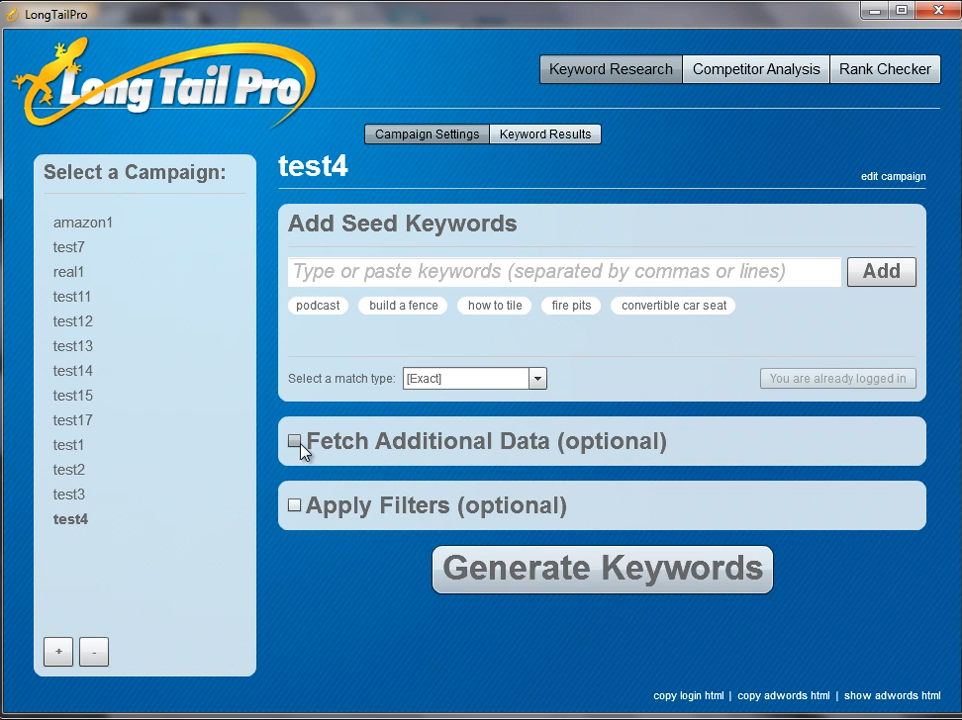 LongTailPro
Long Tail Pro
Keyword Research Competitor Analysis Rank Checker
Campaign Settings Keyword Results
Select a Campaign:
amazon1
test7
real1
test11
test12
test13
test14
test15
test17
test1
test2
test3
test4
+ -
test4
edit campaign
Add Seed Keywords
Type or paste keywords (separated by commas or lines) Add
podcast build a fence how to tile fire pits convertible car seat
Select a match type: [Exact] You are already logged in
Fetch Additional Data (optional)
Apply Filters (optional)
Generate Keywords
copy login html | copy adwords html | show adwords html